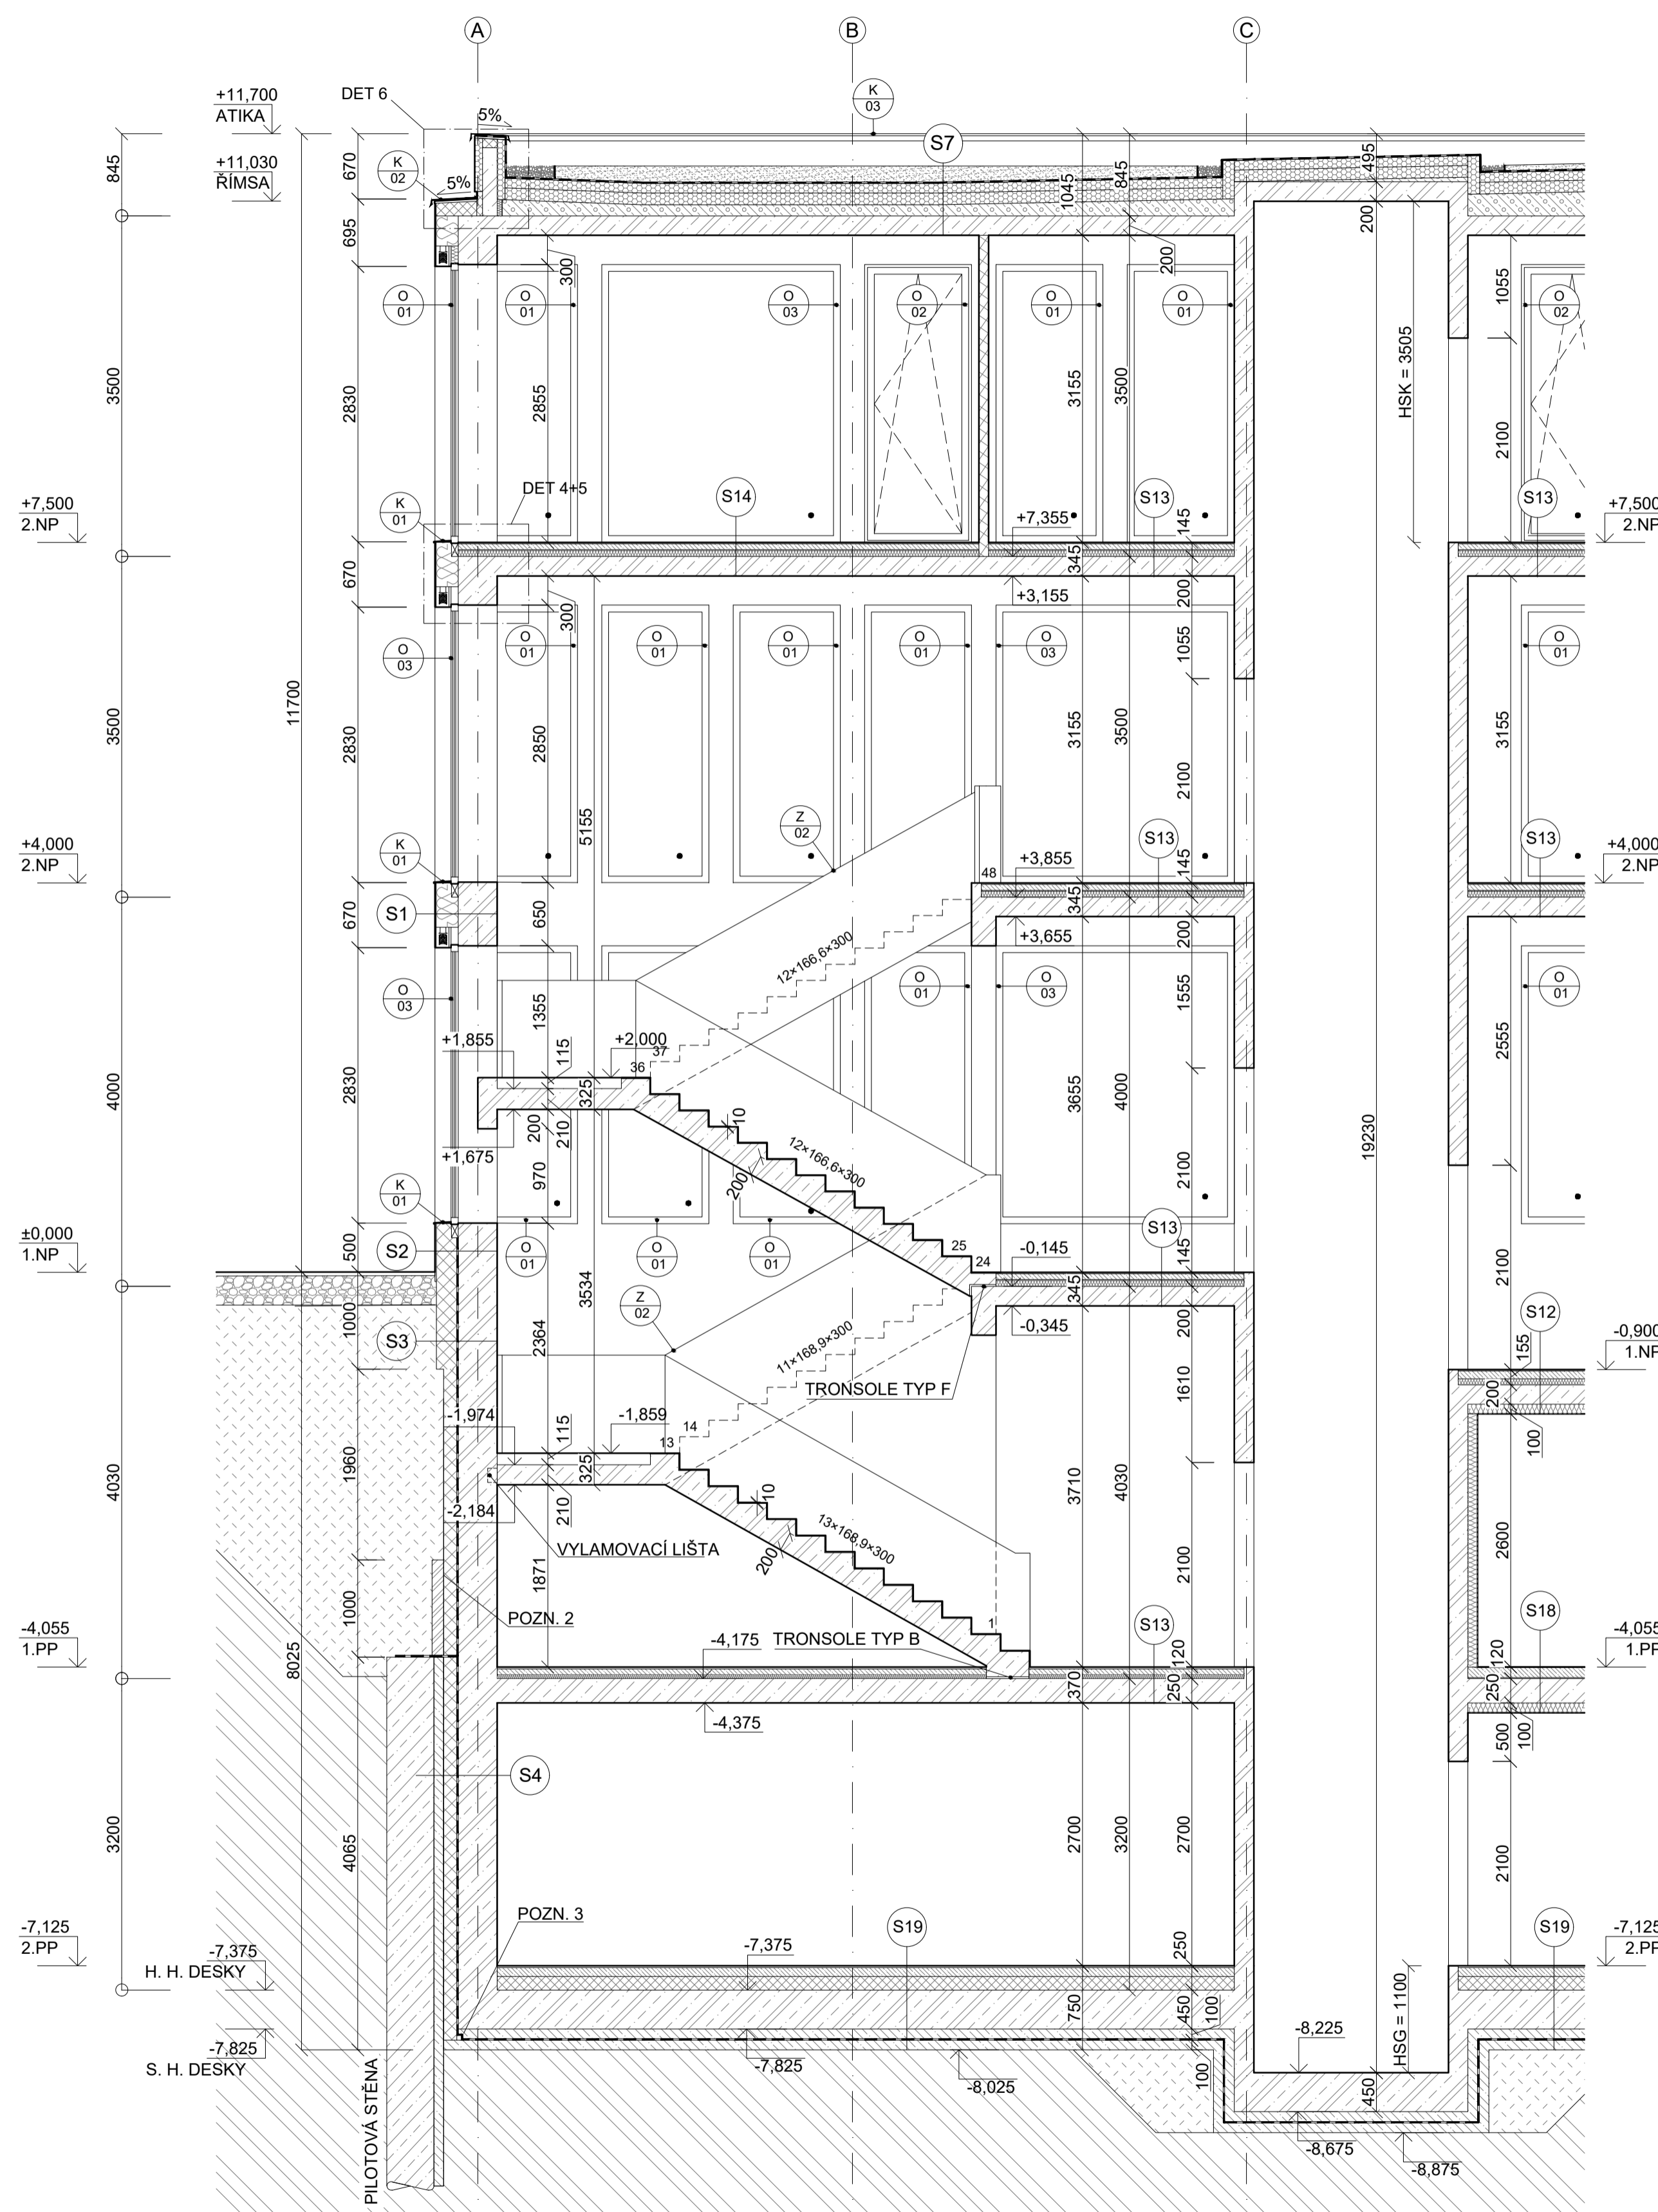 A
B
C
+11,700
ATIKA
DET 6
K
03
5%
845
670
+11,030
ŘÍMSA
K
02
5%
S7
1045
845
495
695
300
200
200
O
01
O
01
O
03
O
02
O
01
O
01
O
02
1055
3500
2830
2855
3155
3500
HSK = 3505
2100
DET 4+5
S14
S13
S13
+7,500
2.NP
K
01
+7,355
145
+7,500
2.NP
670
345
+3,155
200
300
O
03
O
01
O
01
O
01
O
01
O
03
O
01
1055
11700
3500
2830
2850
5155
3155
3500
2100
3155
Z
02
S13
S13
+4,000
2.NP
K
01
48
+3,855
145
+4,000
2.NP
S1
670
650
345
+3,655
200
12×166,6×300
O
03
O
01
O
03
O
01
1355
1555
2555
+1,855
115
+2,000
37
36
4000
2830
325
3655
4000
19230
200
210
10
+1,675
970
200
12×166,6×300
2100
K
01
±0,000
1.NP
S2
500
O
01
O
01
O
01
25
24
-0,145
S13
145
2100
3534
345
Z
02
S12
1000
S3
2364
11×168,9×300
-0,345
200
-0,900
1.NP
155
TRONSOLE TYP F
1610
200
-1,974
115
-1,859
14
13
100
4030
1960
325
3710
4030
-2,184
210
10
VYLAMOVACÍ LIŠTA
200
13×168,9×300
2600
1871
2100
1000
POZN. 2
1
S13
S18
-4,055
1.PP
-4,175
TRONSOLE TYP B
120
120
-4,055
1.PP
8025
370
250
250
-4,375
100
500
S4
3200
4065
2700
3200
2700
2100
POZN. 3
S19
S19
-7,125
2.PP
-7,375
H. H. DESKY
-7,375
250
-7,125
2.PP
750
450
100
HSG = 1100
-7,825
S. H. DESKY
-7,825
-8,025
100
-8,225
450
PILOTOVÁ STĚNA
-8,675
-8,875